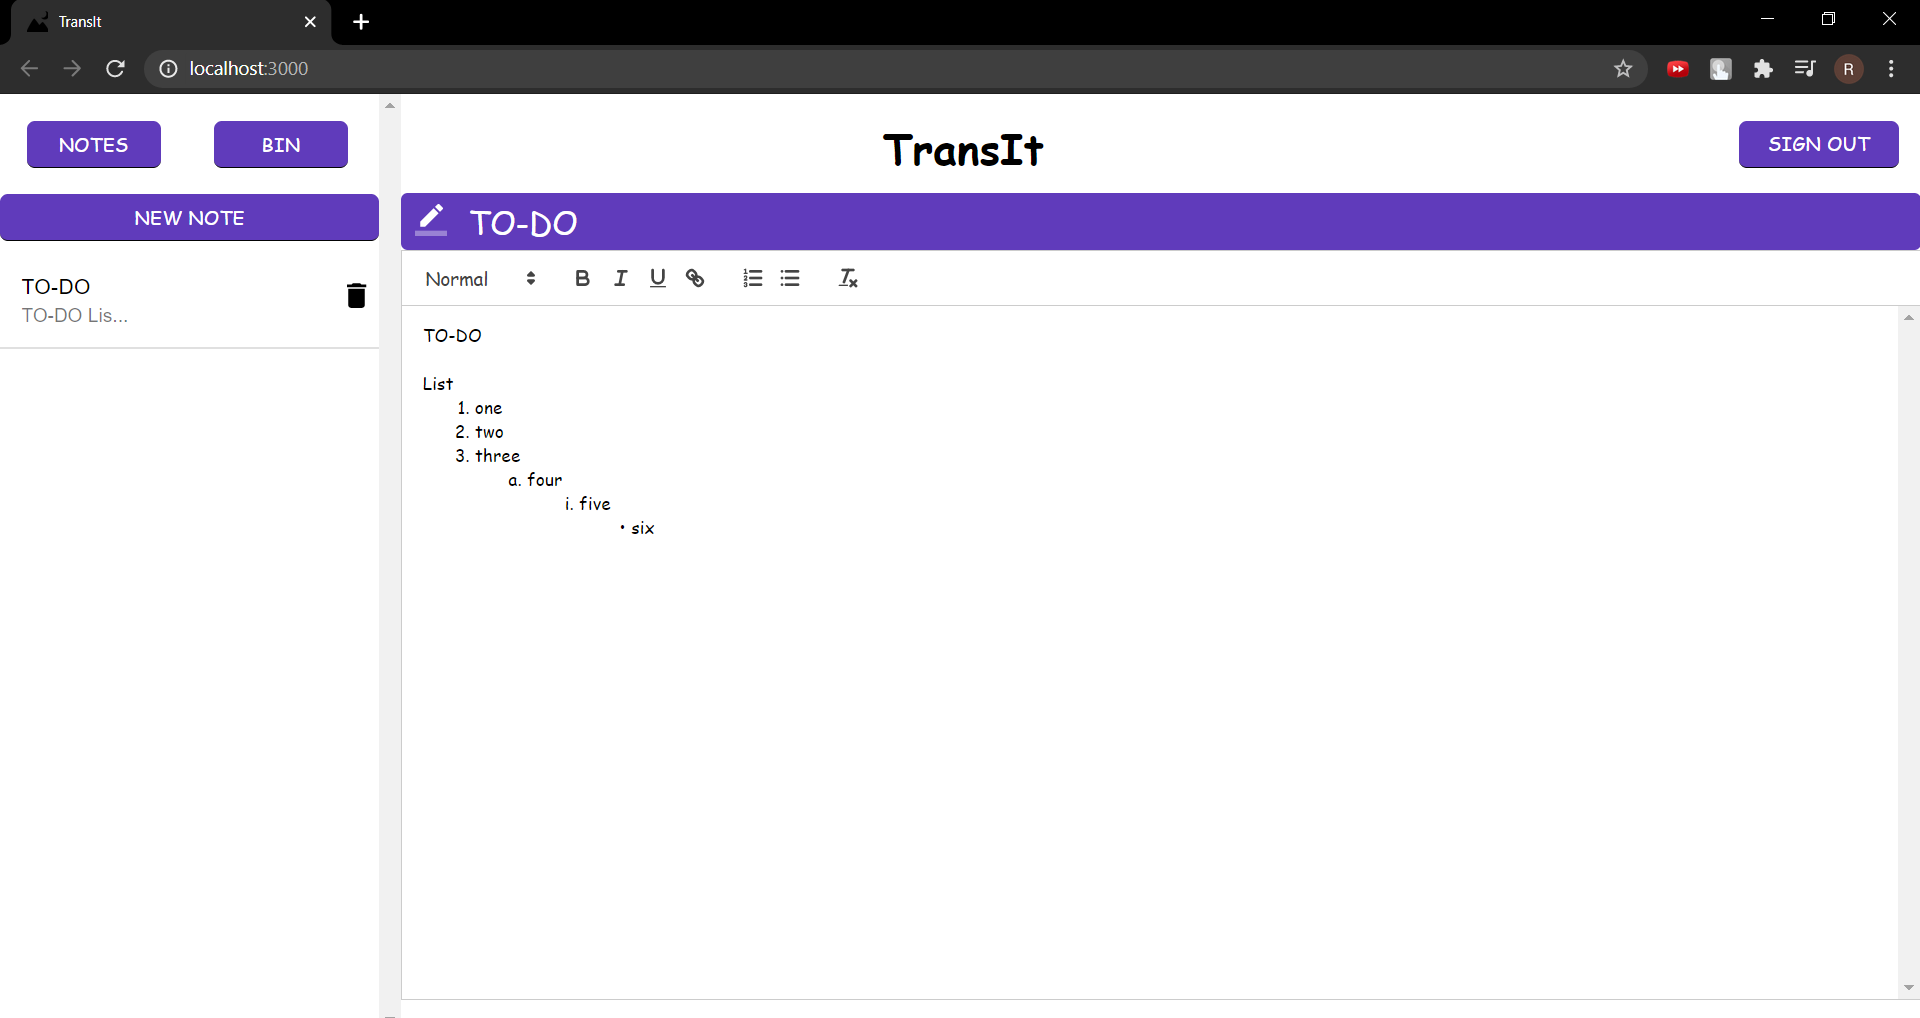 TransIt
localhost:3000
R
NOTES
BIN
NEW NOTE
TO-DO
TO-DO Lis...
TransIt
SIGN OUT
TO-DO
Normal
TO-DO
List
1. one
2. two
3. three
a. four
i. five
• six